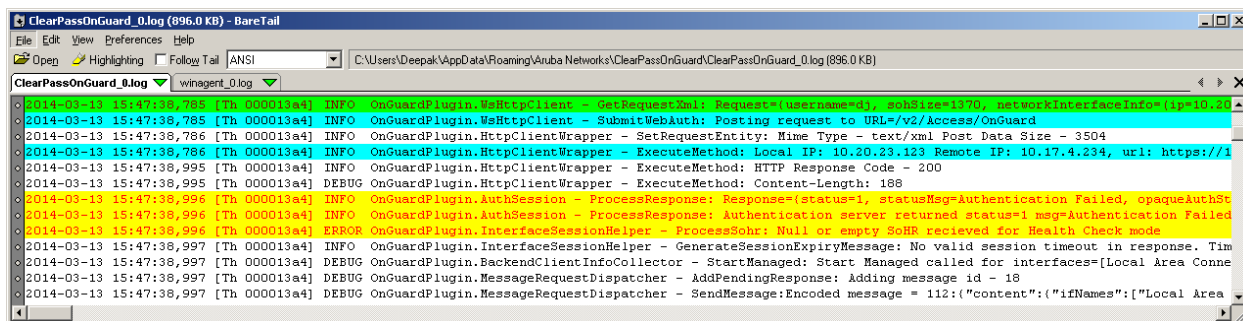 ClearPassOnGuard_0.log (896.0 KB) - BareTail
File Edit View Preferences Help
Open Highlighting Follow Tail ANSI C:\Users\Deepak\AppData\Roaming\Aruba Networks\ClearPassOnGuard\ClearPassOnGuard_0.log (896.0 KB)
ClearPassOnGuard_0.log winagent_0.log
2014-03-13 15:47:38,785 [Th 000013a4] INFO OnGuardPlugin.WsHttpClient - GetRequestXml: Request={username=dj, sohSize=1370, networkInterfaceInfo={ip=10.20
2014-03-13 15:47:38,785 [Th 000013a4] INFO OnGuardPlugin.WsHttpClient - SubmitWebAuth: Posting request to URL=/v2/Access/OnGuard
2014-03-13 15:47:38,786 [Th 000013a4] INFO OnGuardPlugin.HttpClientWrapper - SetRequestEntity: Mime Type - text/xml Post Data Size - 3504
2014-03-13 15:47:38,786 [Th 000013a4] INFO OnGuardPlugin.HttpClientWrapper - ExecuteMethod: Local IP: 10.20.23.123 Remote IP: 10.17.4.234, url: https://1
2014-03-13 15:47:38,995 [Th 000013a4] INFO OnGuardPlugin.HttpClientWrapper - ExecuteMethod: HTTP Response Code - 200
2014-03-13 15:47:38,995 [Th 000013a4] DEBUG OnGuardPlugin.HttpClientWrapper - ExecuteMethod: Content-Length: 188
2014-03-13 15:47:38,996 [Th 000013a4] INFO OnGuardPlugin.AuthSession - ProcessResponse: Response={status=1, statusMsg=Authentication Failed, opaqueAuthSt
2014-03-13 15:47:38,996 [Th 000013a4] INFO OnGuardPlugin.AuthSession - ProcessResponse: Authentication server returned status=1 msg=Authentication Failed
2014-03-13 15:47:38,996 [Th 000013a4] ERROR OnGuardPlugin.InterfaceSessionHelper - ProcessSohr: Null or empty SoHR recieved for Health Check mode
2014-03-13 15:47:38,997 [Th 000013a4] INFO OnGuardPlugin.InterfaceSessionHelper - GenerateSessionExpiryMessage: No valid session timeout in response. Tim
2014-03-13 15:47:38,997 [Th 000013a4] DEBUG OnGuardPlugin.BackendClientInfoCollector - StartManaged: Start Managed called for interfaces=[Local Area Conne
2014-03-13 15:47:38,997 [Th 000013a4] DEBUG OnGuardPlugin.MessageRequestDispatcher - AddPendingResponse: Adding message id - 18
2014-03-13 15:47:38,997 [Th 000013a4] DEBUG OnGuardPlugin.MessageRequestDispatcher - SendMessage:Encoded message = 112:{"content":{"ifNames":["Local Area